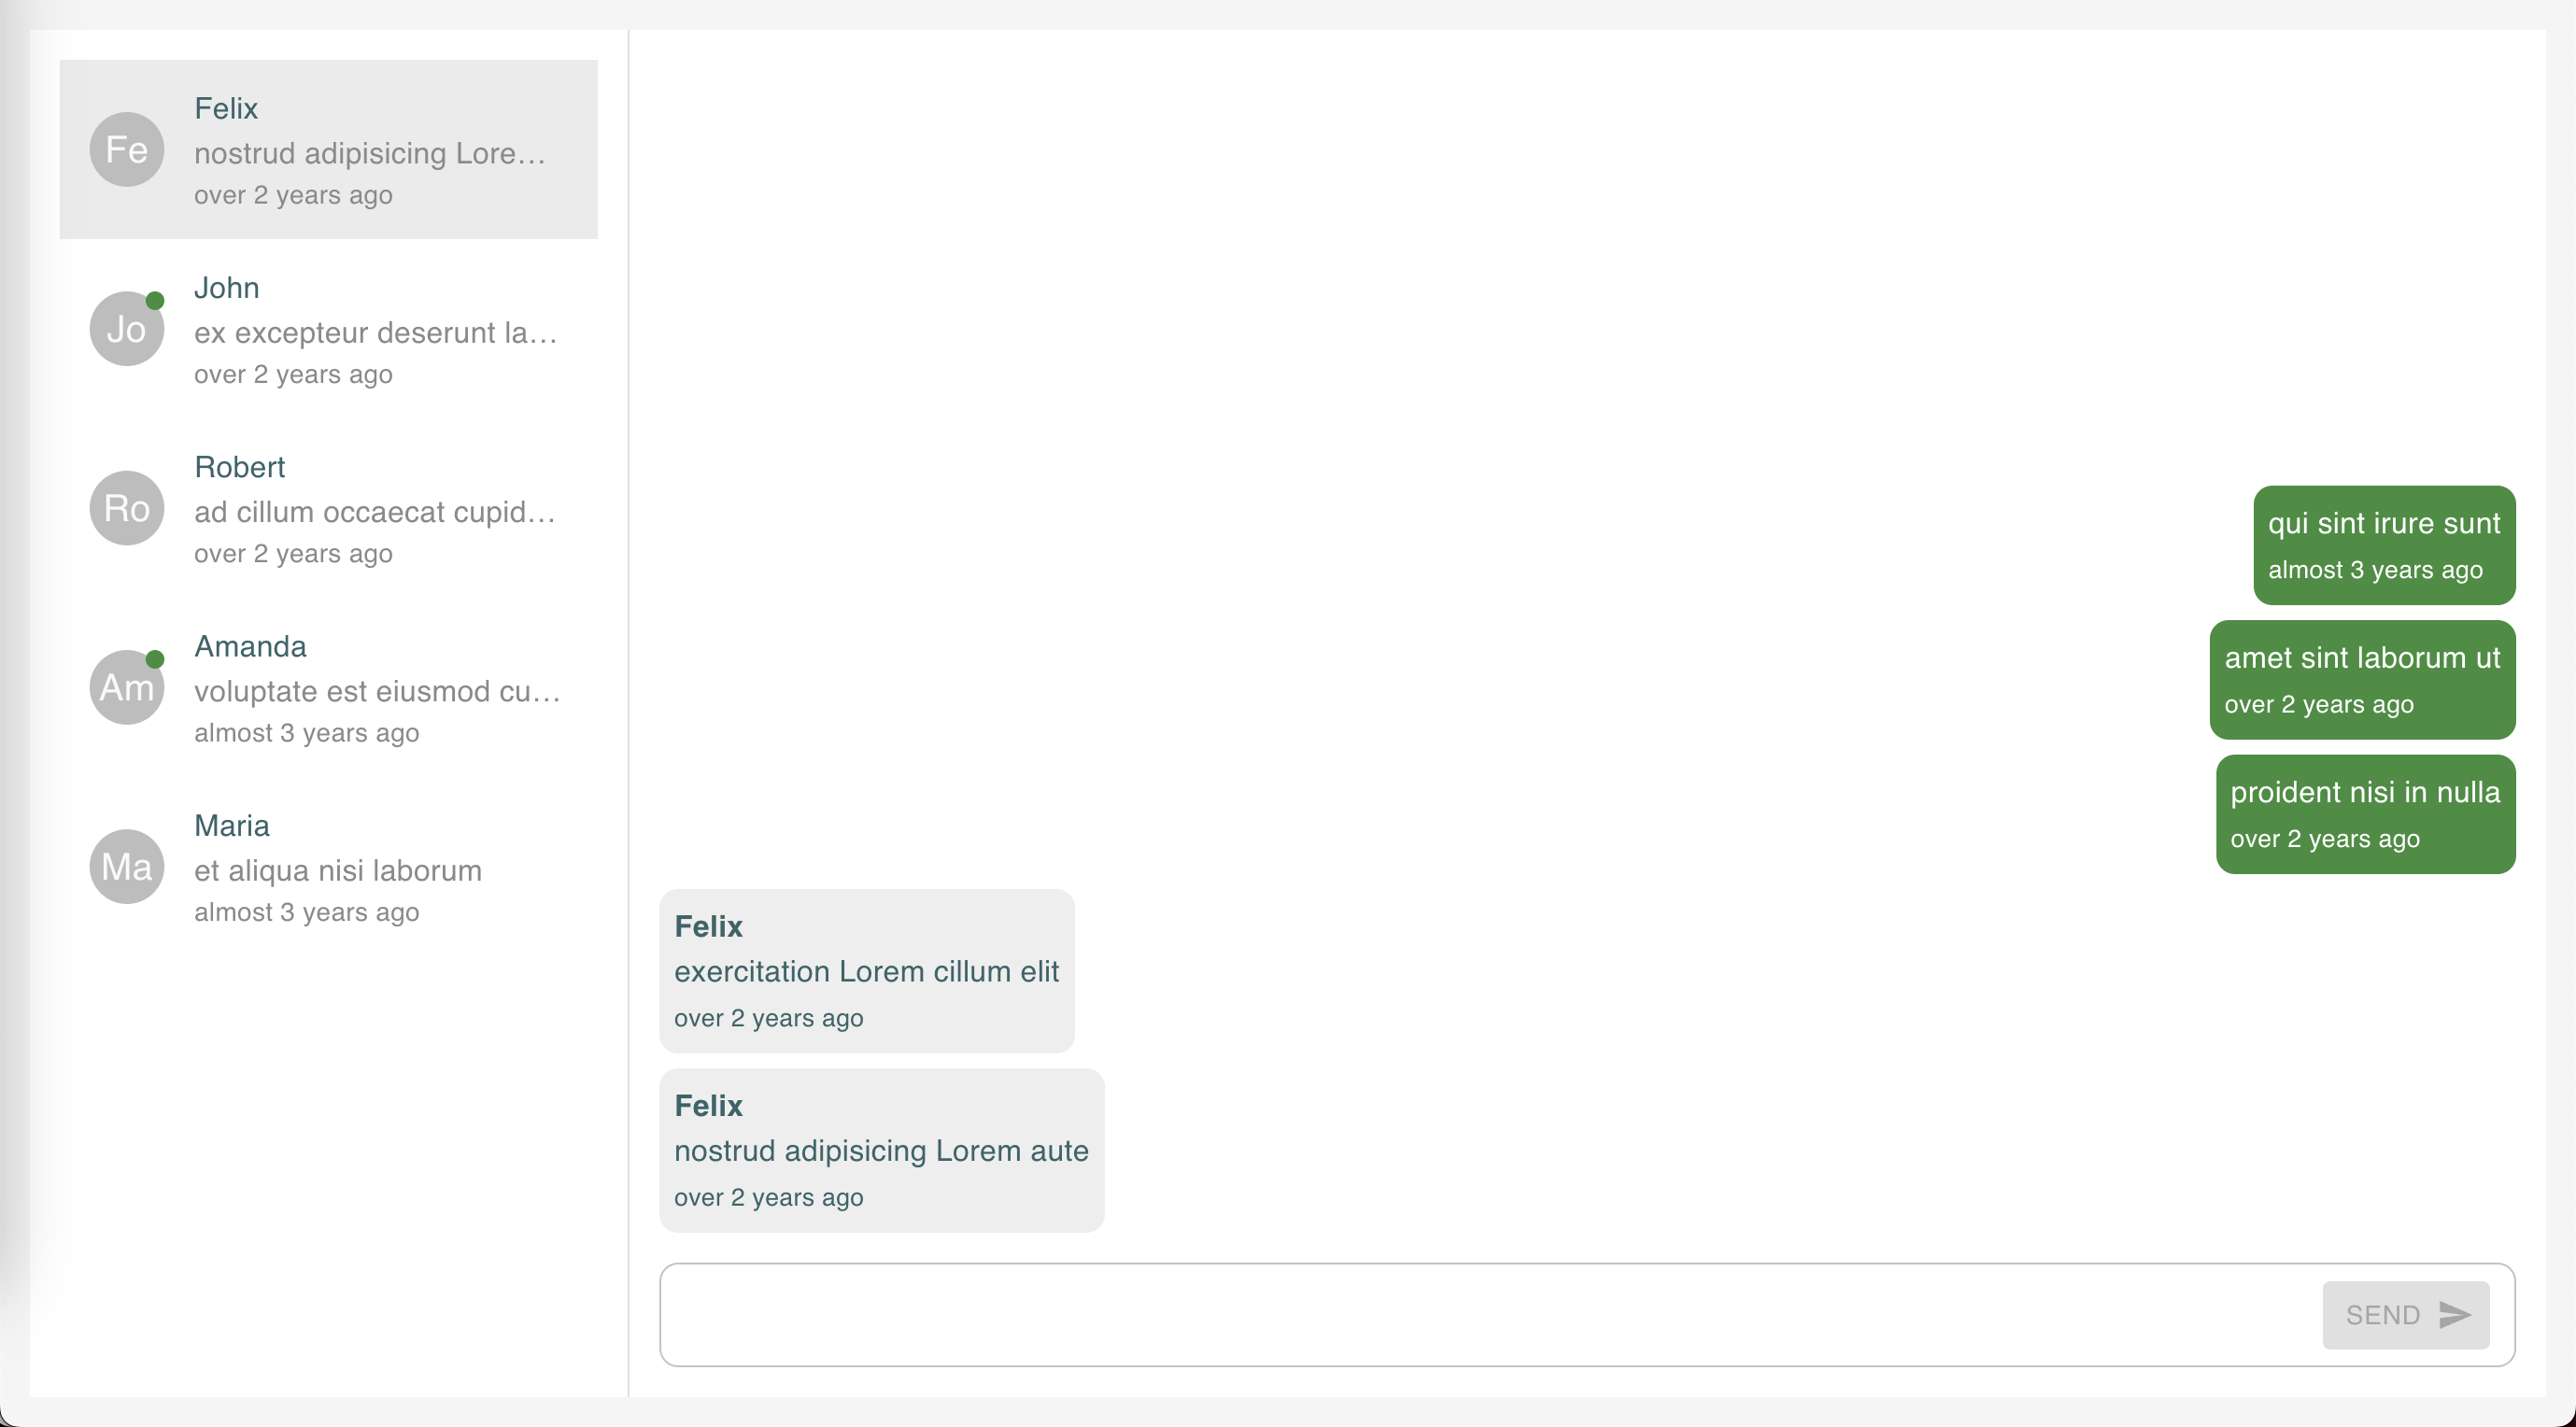 Fe
Felix
nostrud adipisicing Lore...
over 2 years ago
Jo
John
ex excepteur deserunt la...
over 2 years ago
Ro
Robert
ad cillum occaecat cupid...
over 2 years ago
Am
Amanda
voluptate est eiusmod cu...
almost 3 years ago
Ma
Maria
et aliqua nisi laborum
almost 3 years ago
qui sint irure sunt
almost 3 years ago
amet sint laborum ut
over 2 years ago
proident nisi in nulla
over 2 years ago
Felix
exercitation Lorem cillum elit
over 2 years ago
Felix
nostrud adipisicing Lorem aute
over 2 years ago
SEND